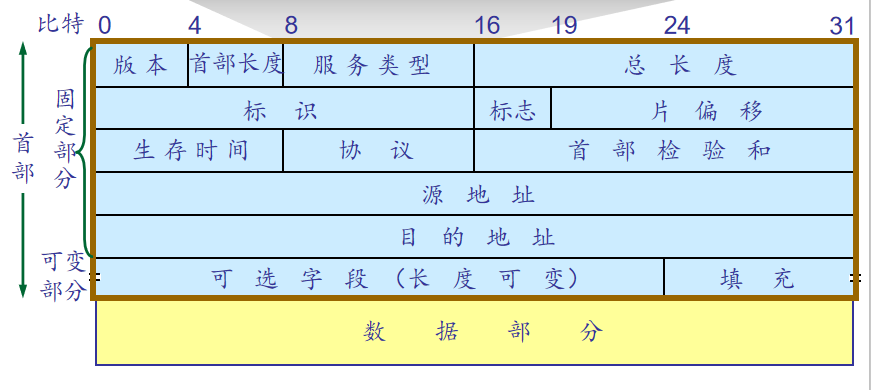 比特 0 4 8 16 19 24 31
版本 首部长度 服务类型 总长度
标识 标志 片偏移
生存时间 协议 首部检验和
源地址
目的地址
可选字段（长度可变） 填充
数据部分
首部
固定部分
可变部分